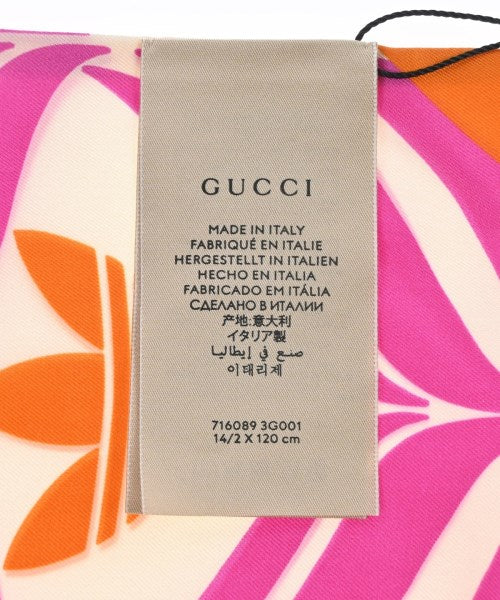 GUCCI
MADE IN ITALY
FABRIQUÉ EN ITALIE
HERGESTELLT IN ITALIEN
HECHO EN ITALIA
FABRICADO EM ITÁLIA
СДЕЛАНО В ИТАЛИИ
产地:意大利
イタリア製
صنع في إيطاليا
이태리제
716089 3G001
14/2 X 120 cm